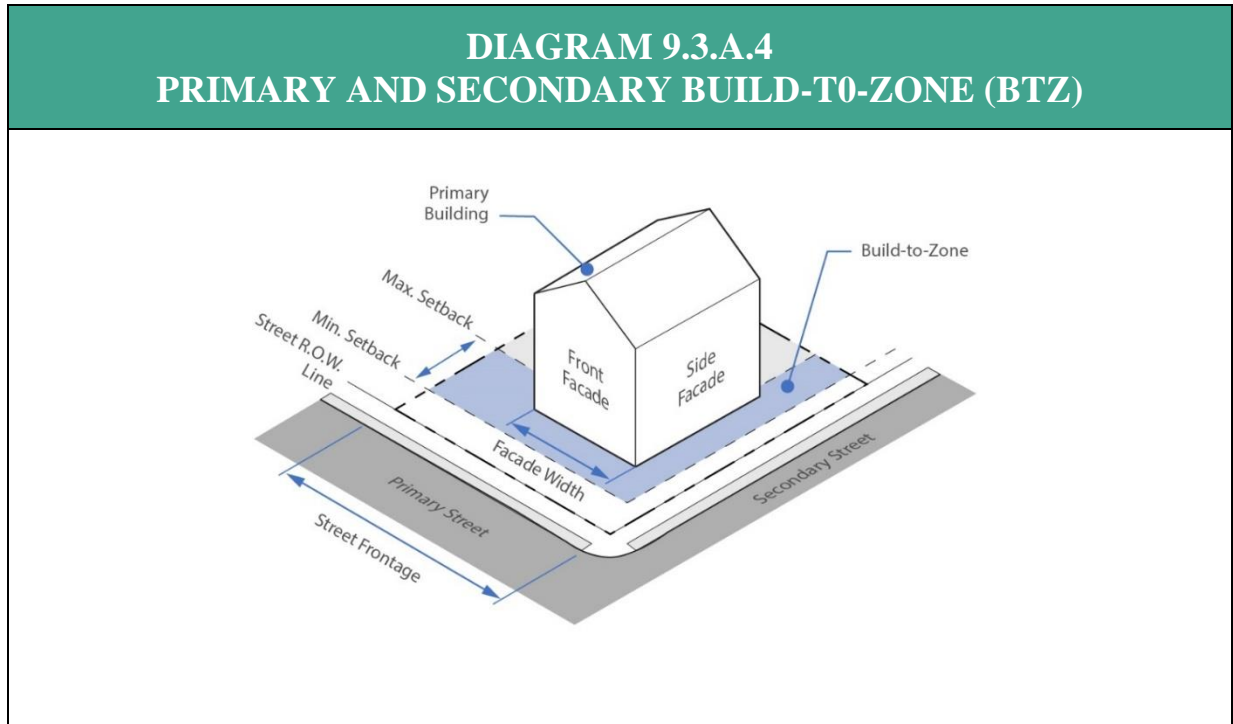 DIAGRAM 9.3.A.4
PRIMARY AND SECONDARY BUILD-T0-ZONE (BTZ)
Primary
Building
Build-to-Zone
Max. Setback
Min. Setback
Street R.O.W.
Line
Front
Facade
Side
Facade
Facade Width
Primary Street
Secondary Street
Street Frontage